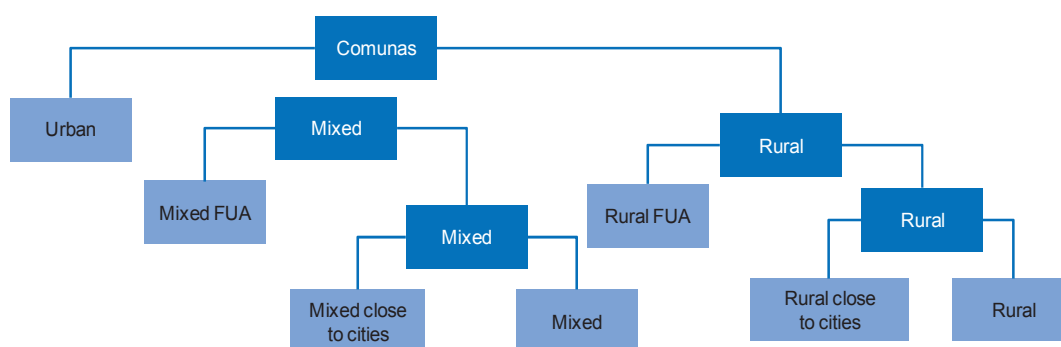 Comunas
Urban
Mixed
Rural
Mixed FUA
Rural FUA
Mixed
Rural
Mixed close
to cities
Mixed
Rural close
to cities
Rural